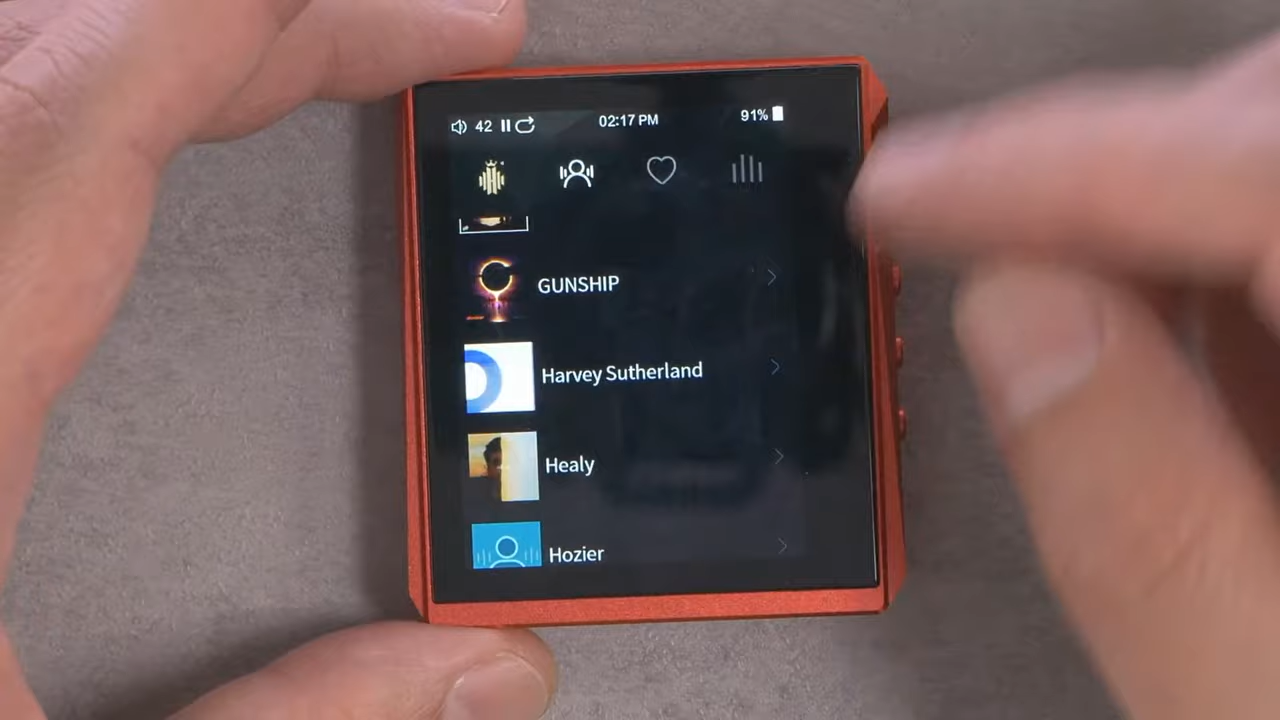 42 02:17 PM 91%
GUNSHIP
Harvey Sutherland
Healy
Hozier